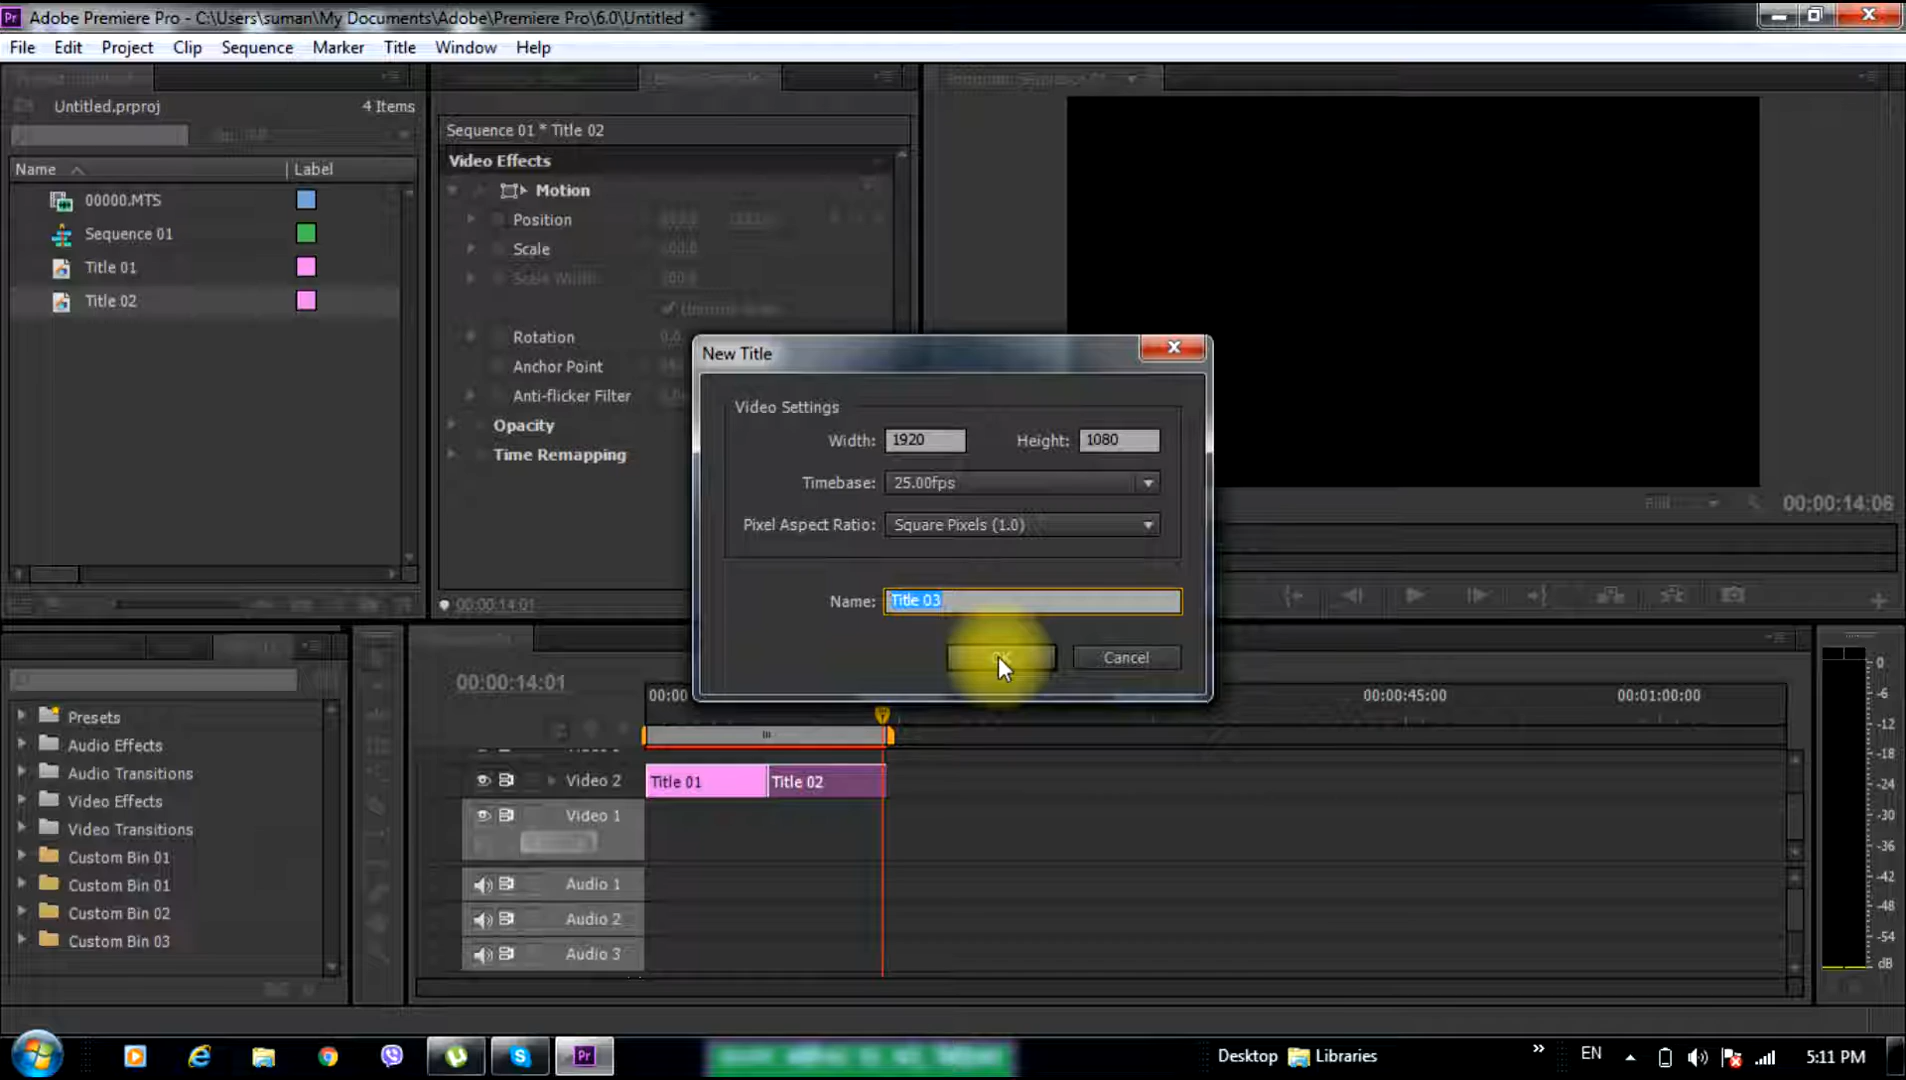 Adobe Premiere Pro - C:\Users\suman\My Documents\Adobe\Premiere Pro\6.0\Untitled *
File Edit Project Clip Sequence Marker Title Window Help
Untitled.prproj 4 Items
Name Label
00000.MTS
Sequence 01
Title 01
Title 02
Sequence 01 * Title 02
Video Effects
Motion
Position
Scale
Scale Width
Rotation 0.0
Anchor Point
Anti-flicker Filter
Opacity
Time Remapping
00:00:14:01
New Title
Video Settings
Width: 1920 Height: 1080
Timebase: 25.00fps
Pixel Aspect Ratio: Square Pixels (1.0)
Name: Title 03
OK Cancel
00:00:14:06
Presets
Audio Effects
Audio Transitions
Video Effects
Video Transitions
Custom Bin 01
Custom Bin 01
Custom Bin 02
Custom Bin 03
00:00:14:01
00:00 00:00:45:00 00:01:00:00
Video 2 Title 01 Title 02
Video 1
Audio 1
Audio 2
Audio 3
0
-6
-12
-18
-24
-30
-36
-42
-48
-54
dB
Desktop Libraries EN 5:11 PM